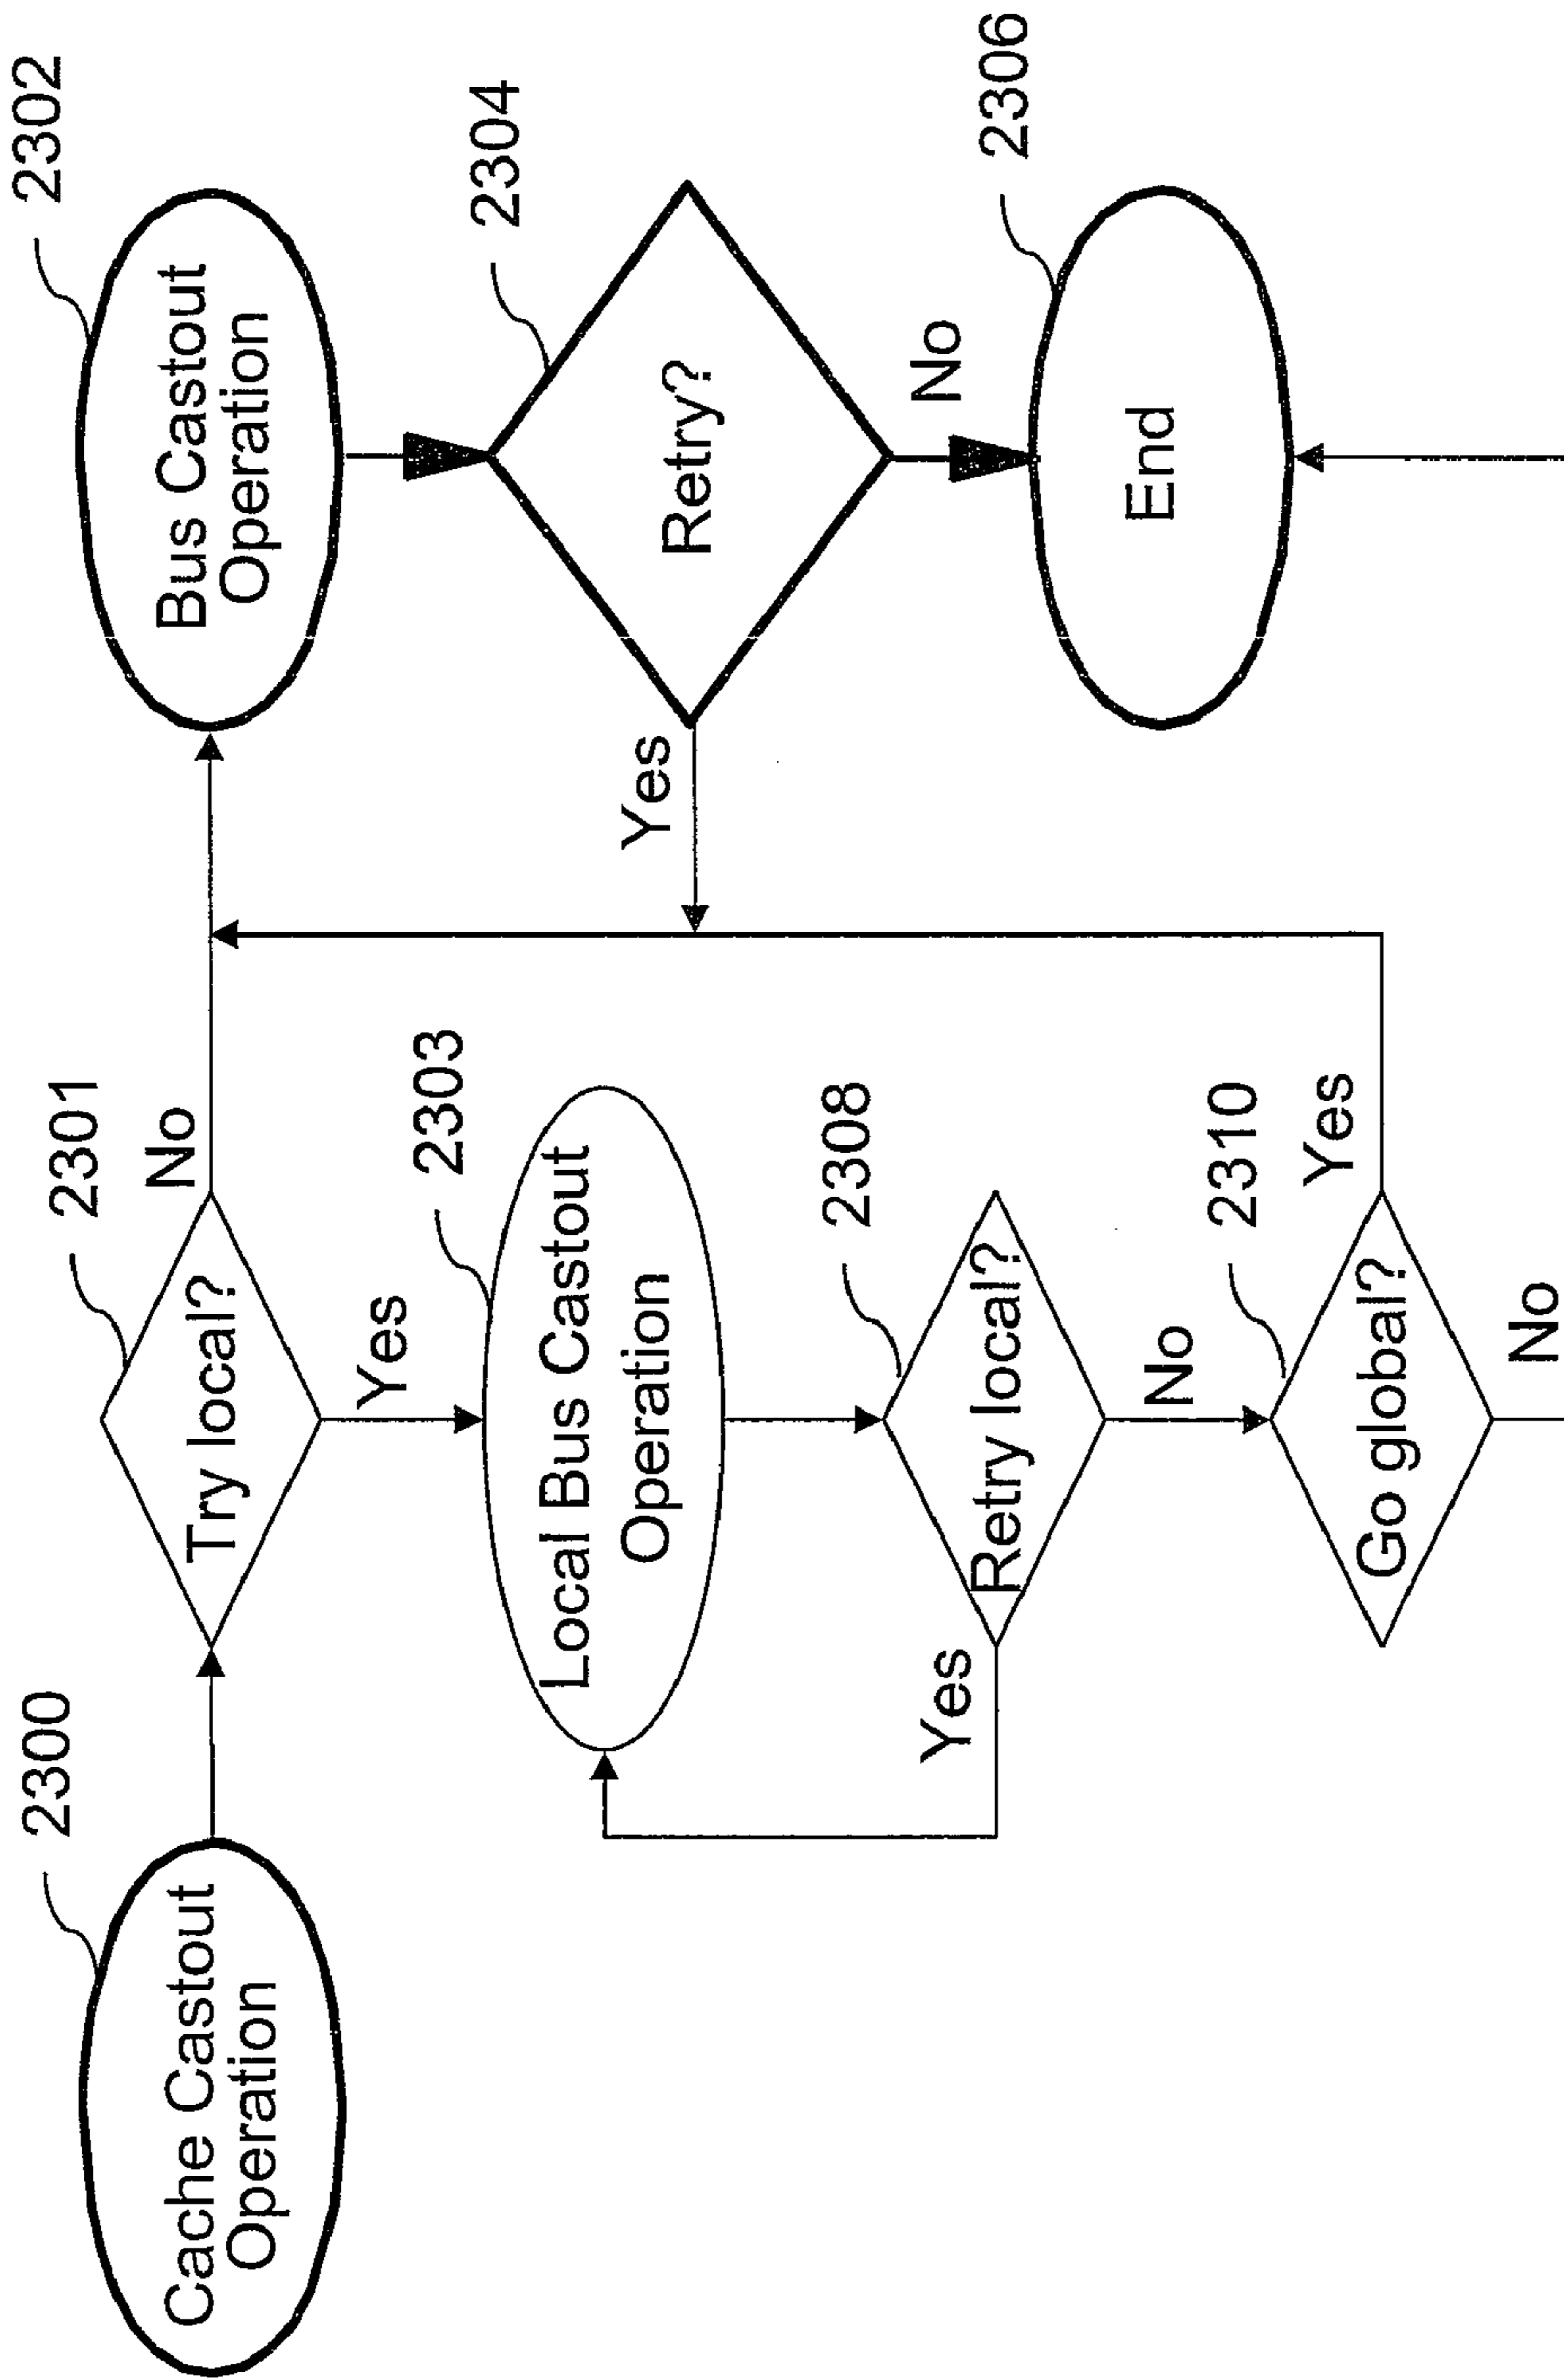 2300
Cache Castout
Operation
2301
Try local?
No
Yes
2302
Bus Castout
Operation
2303
Local Bus Castout
Operation
2304
Retry?
Yes
No
2308
Retry local?
Yes
No
2306
End
2310
Go global?
Yes
No